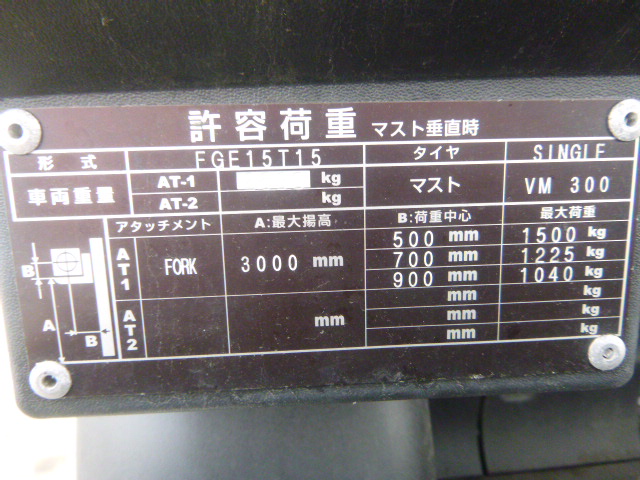 許容荷重 マスト垂直時
形式 FGE15T15 タイヤ SINGLE
車両重量 AT-1 kg マスト VM 300
AT-2 kg
アタッチメント A:最大揚高 B:荷重中心 最大荷重
AT1 FORK 3000 mm 500 mm 1500 kg
700 mm 1225 kg
900 mm 1040 kg
mm kg
AT2 mm mm kg
mm kg
B
A
B